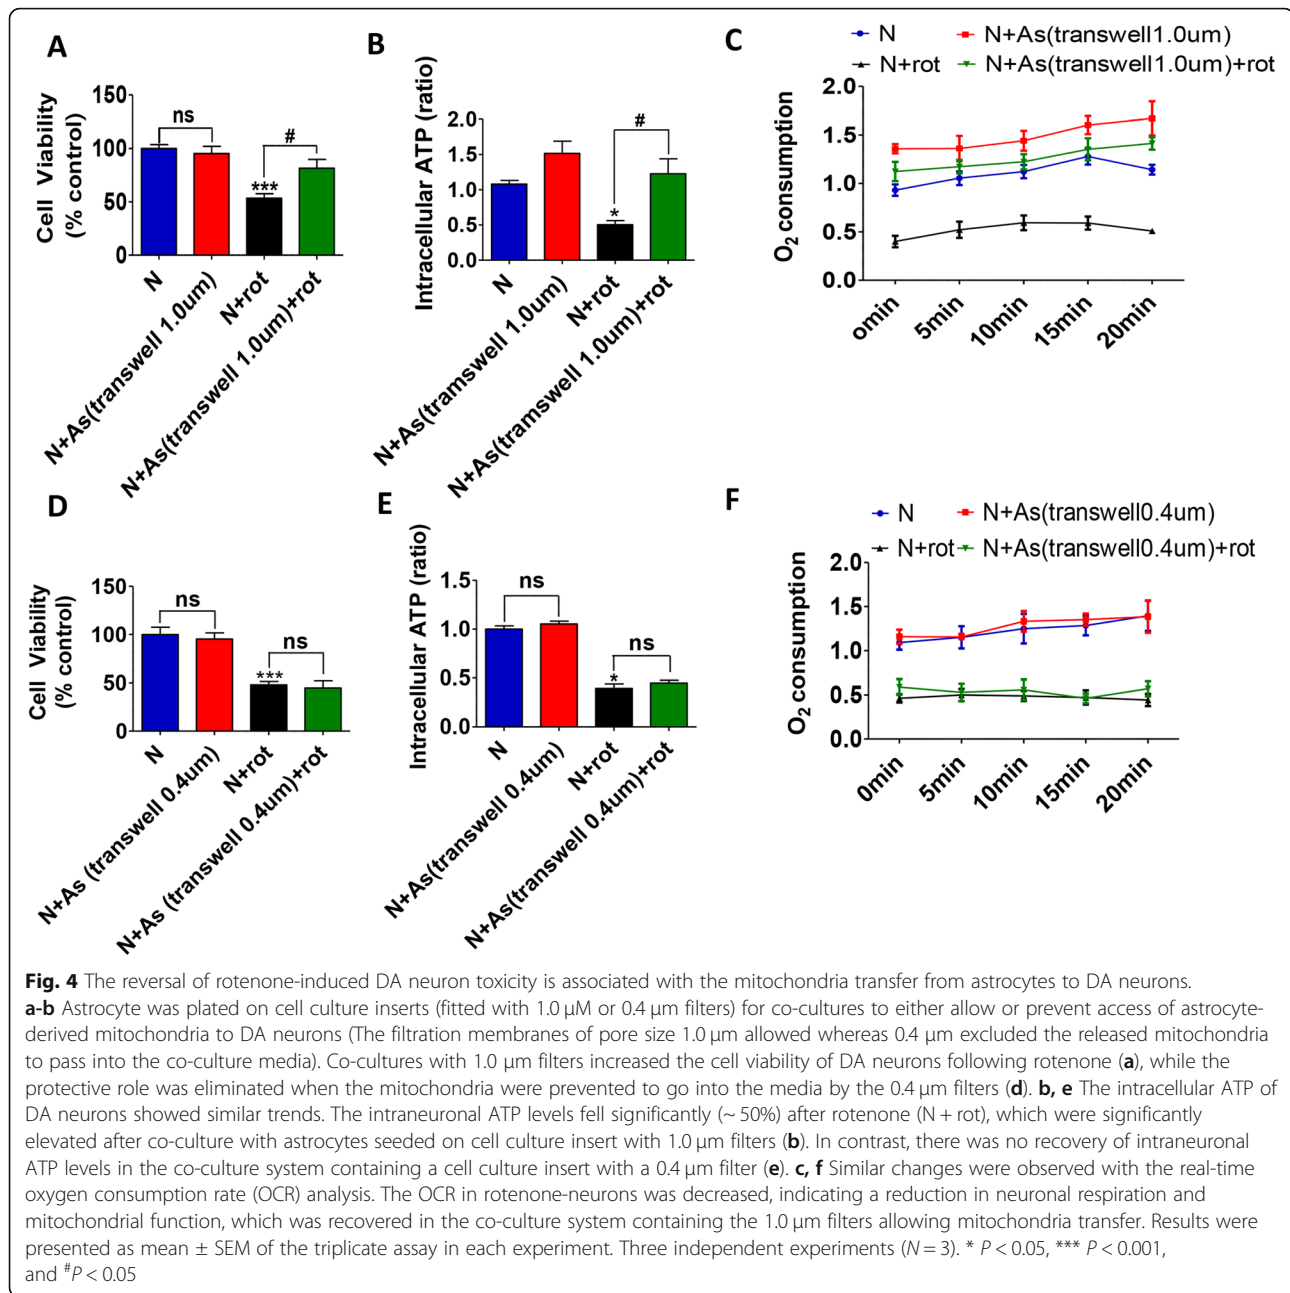 A
Cell Viability
(% control)
150
100
50
0
ns
***
#
N
N+As(transwell 1.0um)
N+rot
N+As(transwell 1.0um)+rot
B
Intracellular ATP (ratio)
2.0
1.5
1.0
0.5
0.0
*
#
N
N+As(tramswell 1.0um)
N+rot
N+As(tramswell 1.0um)+rot
C
N
N+As(transwell1.0um)
N+rot
N+As(transwell1.0um)+rot
O2 consumption
2.0
1.5
1.0
0.5
0.0
omin
5min
10min
15min
20min
D
Cell Viability
(% control)
150
100
50
0
ns
***
ns
N
N+As (transwell 0.4um)
N+rot
N+As (transwell 0.4um)+rot
E
Intracellular ATP (ratio)
1.5
1.0
0.5
0.0
ns
*
ns
N
N+As(transwell 0.4um)
N+rot
N+As(transwell 0.4um)+rot
F
N
N+As(transwell0.4um)
N+rot
N+As(transwell0.4um)+rot
O2 consumption
2.0
1.5
1.0
0.5
0.0
0min
5min
10min
15min
20min
Fig. 4 The reversal of rotenone-induced DA neuron toxicity is associated with the mitochondria transfer from astrocytes to DA neurons.
a-b Astrocyte was plated on cell culture inserts (fitted with 1.0 μM or 0.4 μm filters) for co-cultures to either allow or prevent access of astrocyte-
derived mitochondria to DA neurons (The filtration membranes of pore size 1.0 μm allowed whereas 0.4 μm excluded the released mitochondria
to pass into the co-culture media). Co-cultures with 1.0 μm filters increased the cell viability of DA neurons following rotenone (a), while the
protective role was eliminated when the mitochondria were prevented to go into the media by the 0.4 μm filters (d). b, e The intracellular ATP of
DA neurons showed similar trends. The intraneuronal ATP levels fell significantly (~ 50%) after rotenone (N + rot), which were significantly
elevated after co-culture with astrocytes seeded on cell culture insert with 1.0 μm filters (b). In contrast, there was no recovery of intraneuronal
ATP levels in the co-culture system containing a cell culture insert with a 0.4 μm filter (e). c, f Similar changes were observed with the real-time
oxygen consumption rate (OCR) analysis. The OCR in rotenone-neurons was decreased, indicating a reduction in neuronal respiration and
mitochondrial function, which was recovered in the co-culture system containing the 1.0 μm filters allowing mitochondria transfer. Results were
presented as mean ± SEM of the triplicate assay in each experiment. Three independent experiments (N = 3). * P < 0.05, *** P < 0.001,
and #P < 0.05